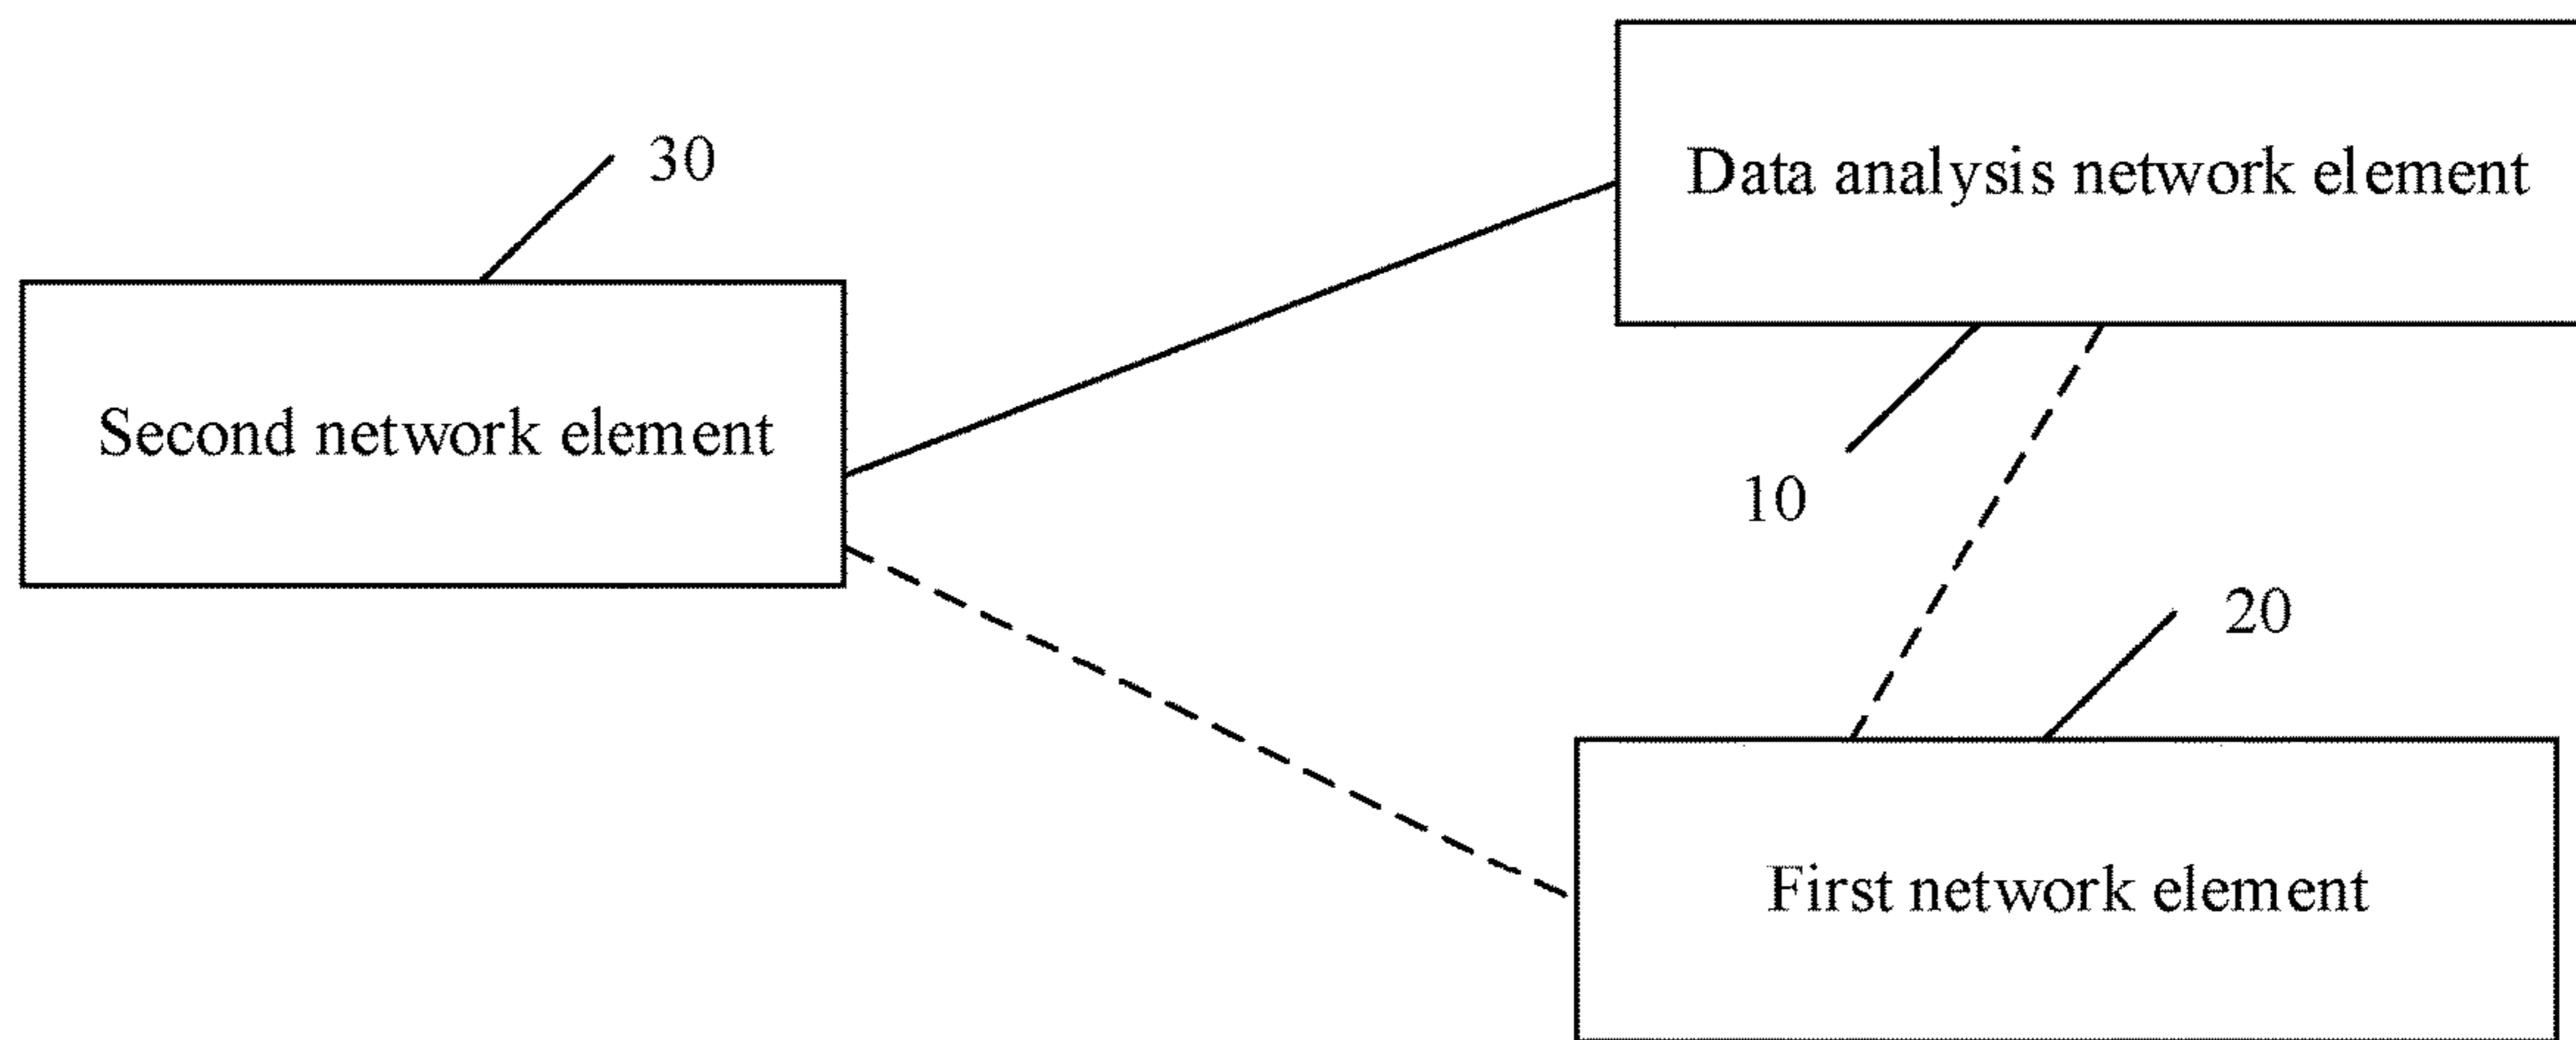 30
Data analysis network element
Second network element
10
20
First network element